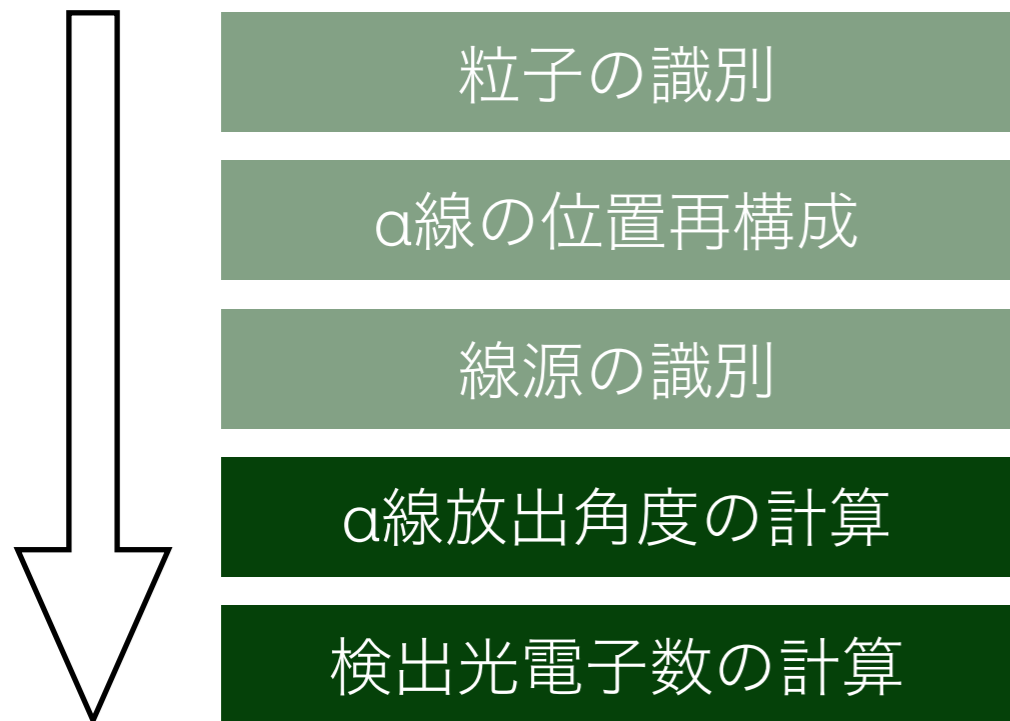 粒子の識別
α線の位置再構成
線源の識別
α線放出角度の計算
検出光電子数の計算